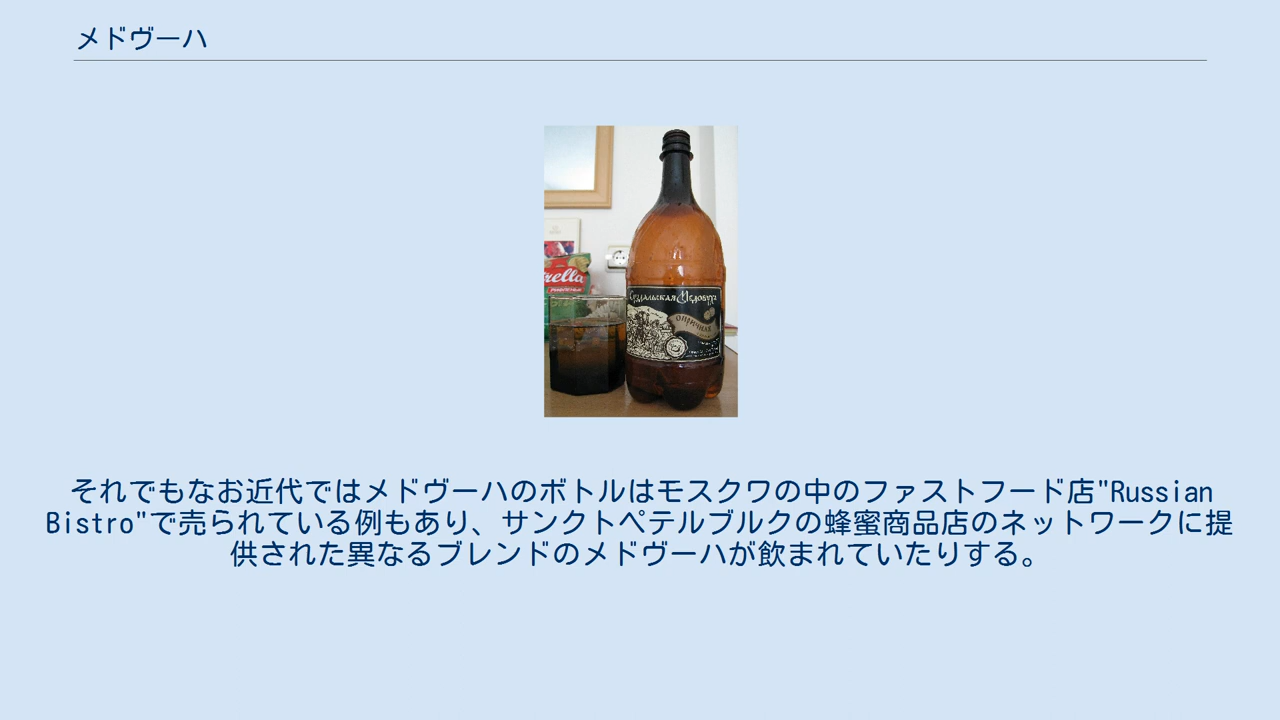 メドヴーハ
rella
Суздальская Медовуха
опричная
それでもなお近代ではメドヴーハのボトルはモスクワの中のファストフード店"Russian
Bistro"で売られている例もあり、サンクトペテルブルクの蜂蜜商品店のネットワークに提
供された異なるブレンドのメドヴーハが飲まれていたりする。